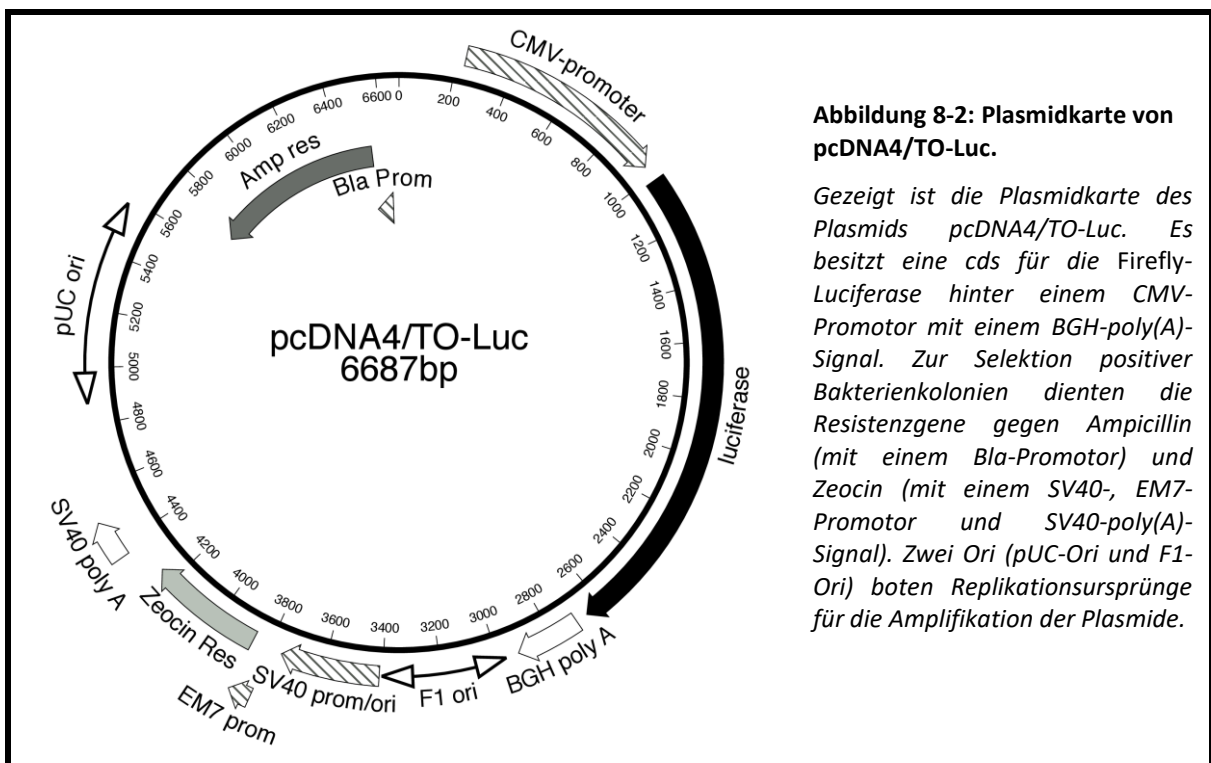 CMV-promoter
6600 0
200
400
600
800
1000
1200
1400
1600
1800
2000
2200
2400
2600
2800
3000
3200
3400
3600
3800
4000
4200
4400
4600
4800
5000
5200
5400
5600
5800
6000
6200
6400
Amp res
Bla Prom
pUC ori
pcDNA4/TO-Luc
6687bp
luciferase
SV40 poly A
Zeocin Res
EM7 prom
SV40 prom/ori
F1 ori
BGH poly A
Abbildung 8-2: Plasmidkarte von
pcDNA4/TO-Luc.
Gezeigt ist die Plasmidkarte des
Plasmids pcDNA4/TO-Luc. Es
besitzt eine cds für die Firefly-
Luciferase hinter einem CMV-
Promotor mit einem BGH-poly(A)-
Signal. Zur Selektion positiver
Bakterienkolonien dienten die
Resistenzgene gegen Ampicillin
(mit einem Bla-Promotor) und
Zeocin (mit einem SV40-, EM7-
Promotor und SV40-poly(A)-
Signal). Zwei Ori (pUC-Ori und F1-
Ori) boten Replikationsursprünge
für die Amplifikation der Plasmide.